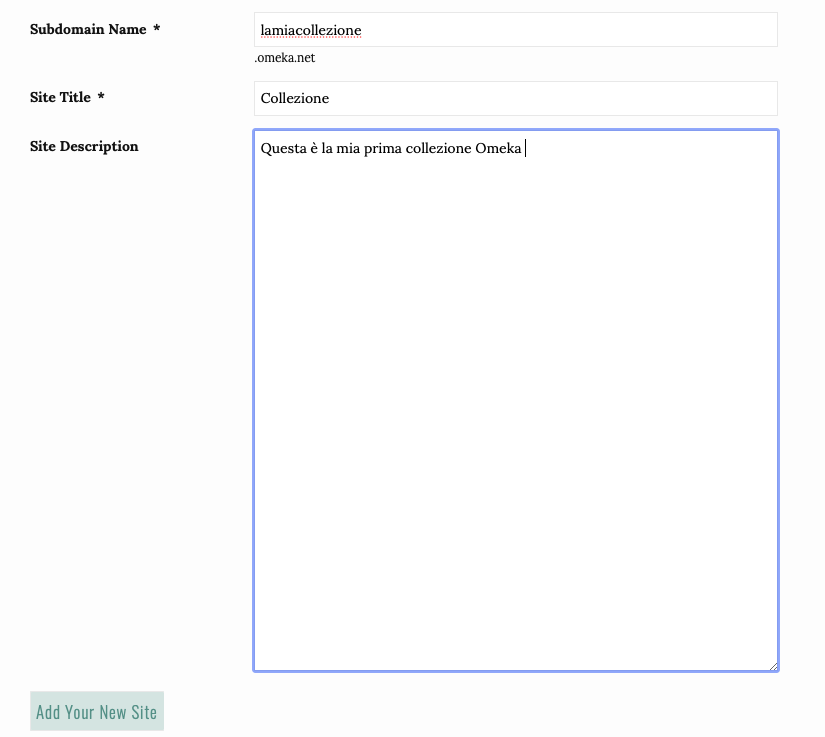 Subdomain Name *
lamiacollezione
.omeka.net
Site Title *
Collezione
Site Description
Questa è la mia prima collezione Omeka
Add Your New Site